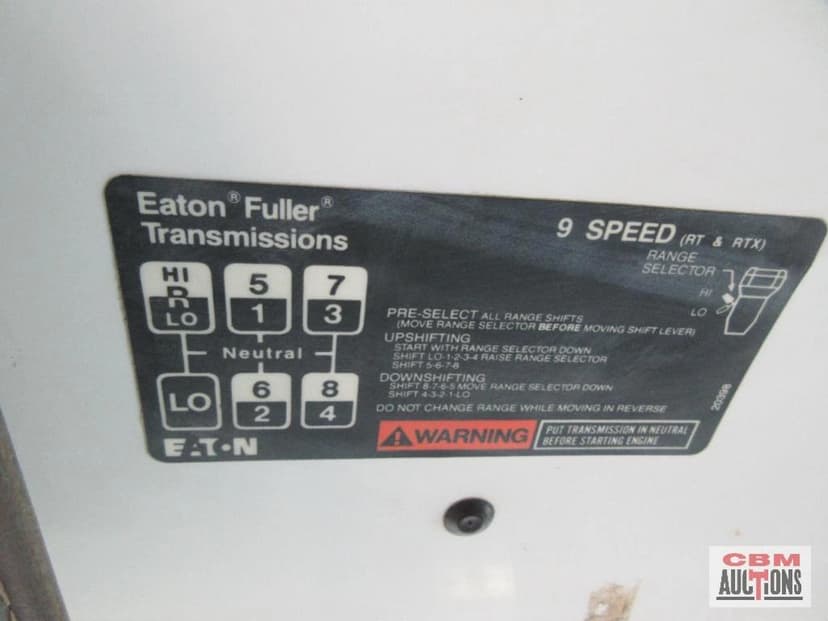 Eaton® Fuller®
Transmissions
9 SPEED (RT & RTX)
RANGE
SELECTOR
HI
LO
HI
R
LO
5
1
7
3
Neutral
LO
6
2
8
4
EATON
PRE-SELECT ALL RANGE SHIFTS
(MOVE RANGE SELECTOR BEFORE MOVING SHIFT LEVER)
UPSHIFTING
START WITH RANGE SELECTOR DOWN
SHIFT LO-1-2-3-4 RAISE RANGE SELECTOR
SHIFT 5-6-7-8
DOWNSHIFTING
SHIFT 8-7-6-5 MOVE RANGE SELECTOR DOWN
SHIFT 4-3-2-1-LO
DO NOT CHANGE RANGE WHILE MOVING IN REVERSE
WARNING
PUT TRANSMISSION IN NEUTRAL
BEFORE STARTING ENGINE
20398
CBM
AUCTIONS